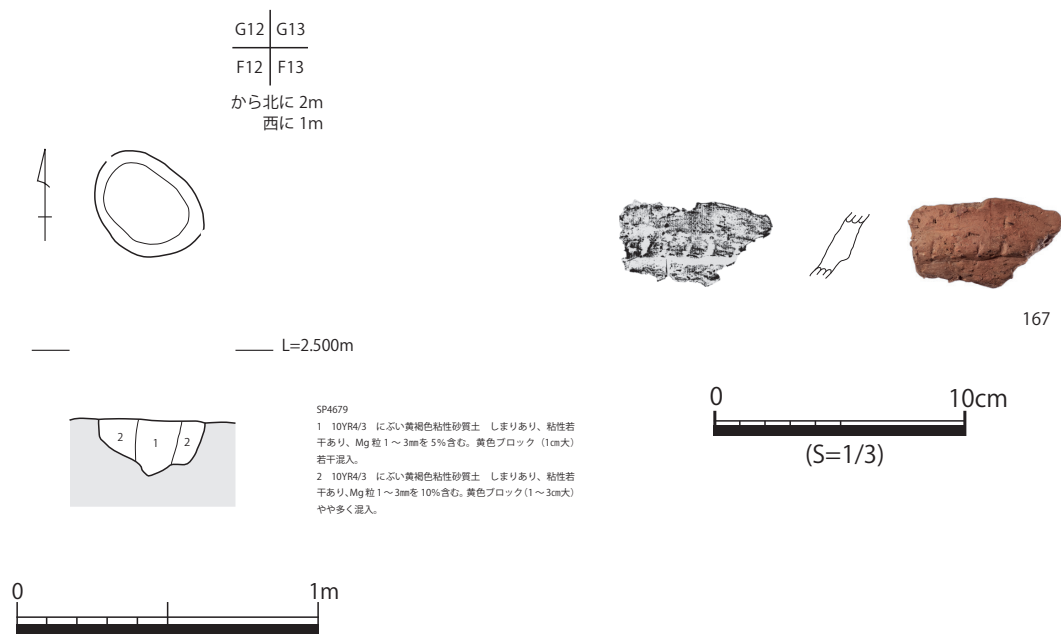 G12 G13
F12 F13
から北に 2m
西に 1m
167
L=2.500m
2 1 2
SP4679
1 10YR4/3 にぶい黄褐色粘性砂質土 しまりあり、粘性若
干あり、Mg 粒 1～3㎜を 5%含む。黄色ブロック（1㎝大）
若干混入。
2 10YR4/3 にぶい黄褐色粘性砂質土 しまりあり、粘性若
干あり、Mg 粒 1～3㎜を 10%含む。黄色ブロック（1～3㎝大）
やや多く混入。
0 10cm
(S=1/3)
0 1m